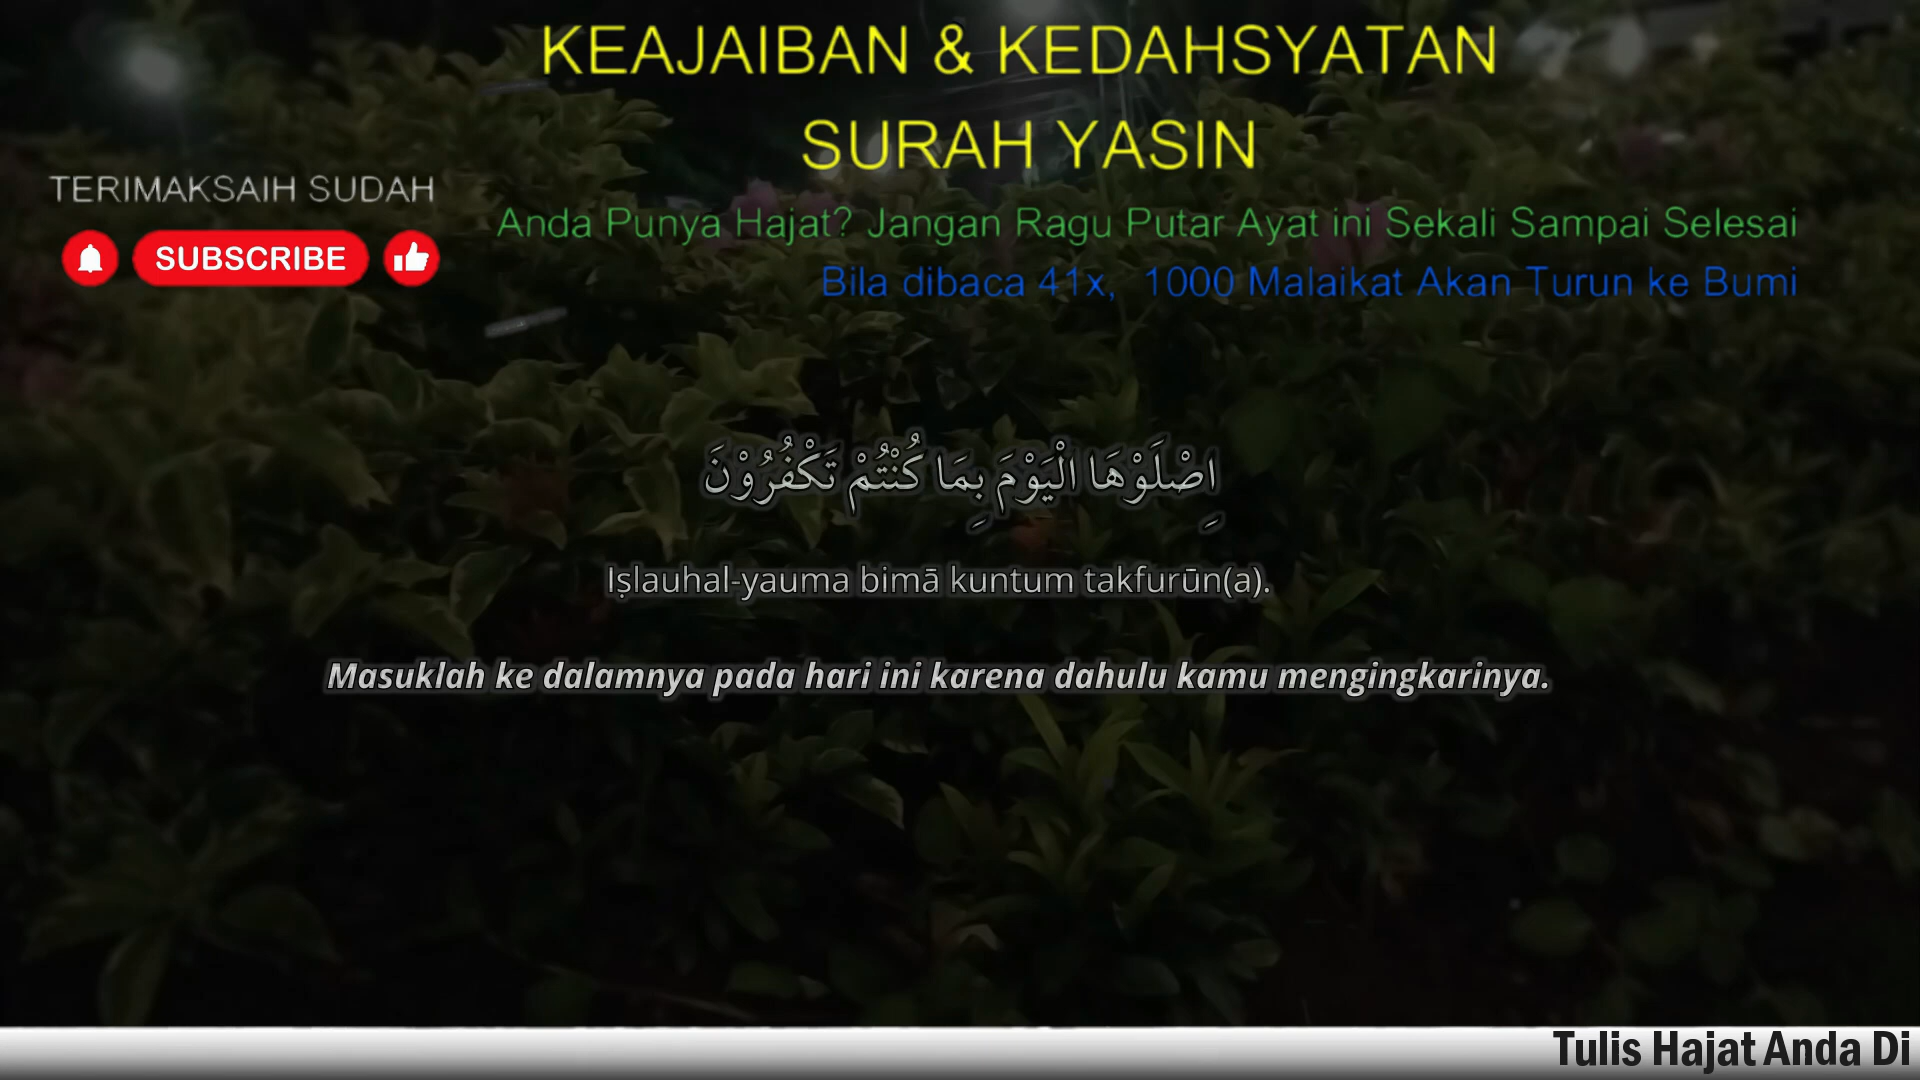 KEAJAIBAN & KEDAHSYATAN
SURAH YASIN
TERIMAKSAIH SUDAH
SUBSCRIBE
Anda Punya Hajat? Jangan Ragu Putar Ayat ini Sekali Sampai Selesai
Bila dibaca 41x, 1000 Malaikat Akan Turun ke Bumi
اِصْلَوْهَا الْيَوْمَ بِمَا كُنْتُمْ تَكْفُرُوْنَ
Iṣlauhal-yauma bimā kuntum takfurūn(a).
Masuklah ke dalamnya pada hari ini karena dahulu kamu mengingkarinya.
Tulis Hajat Anda Di